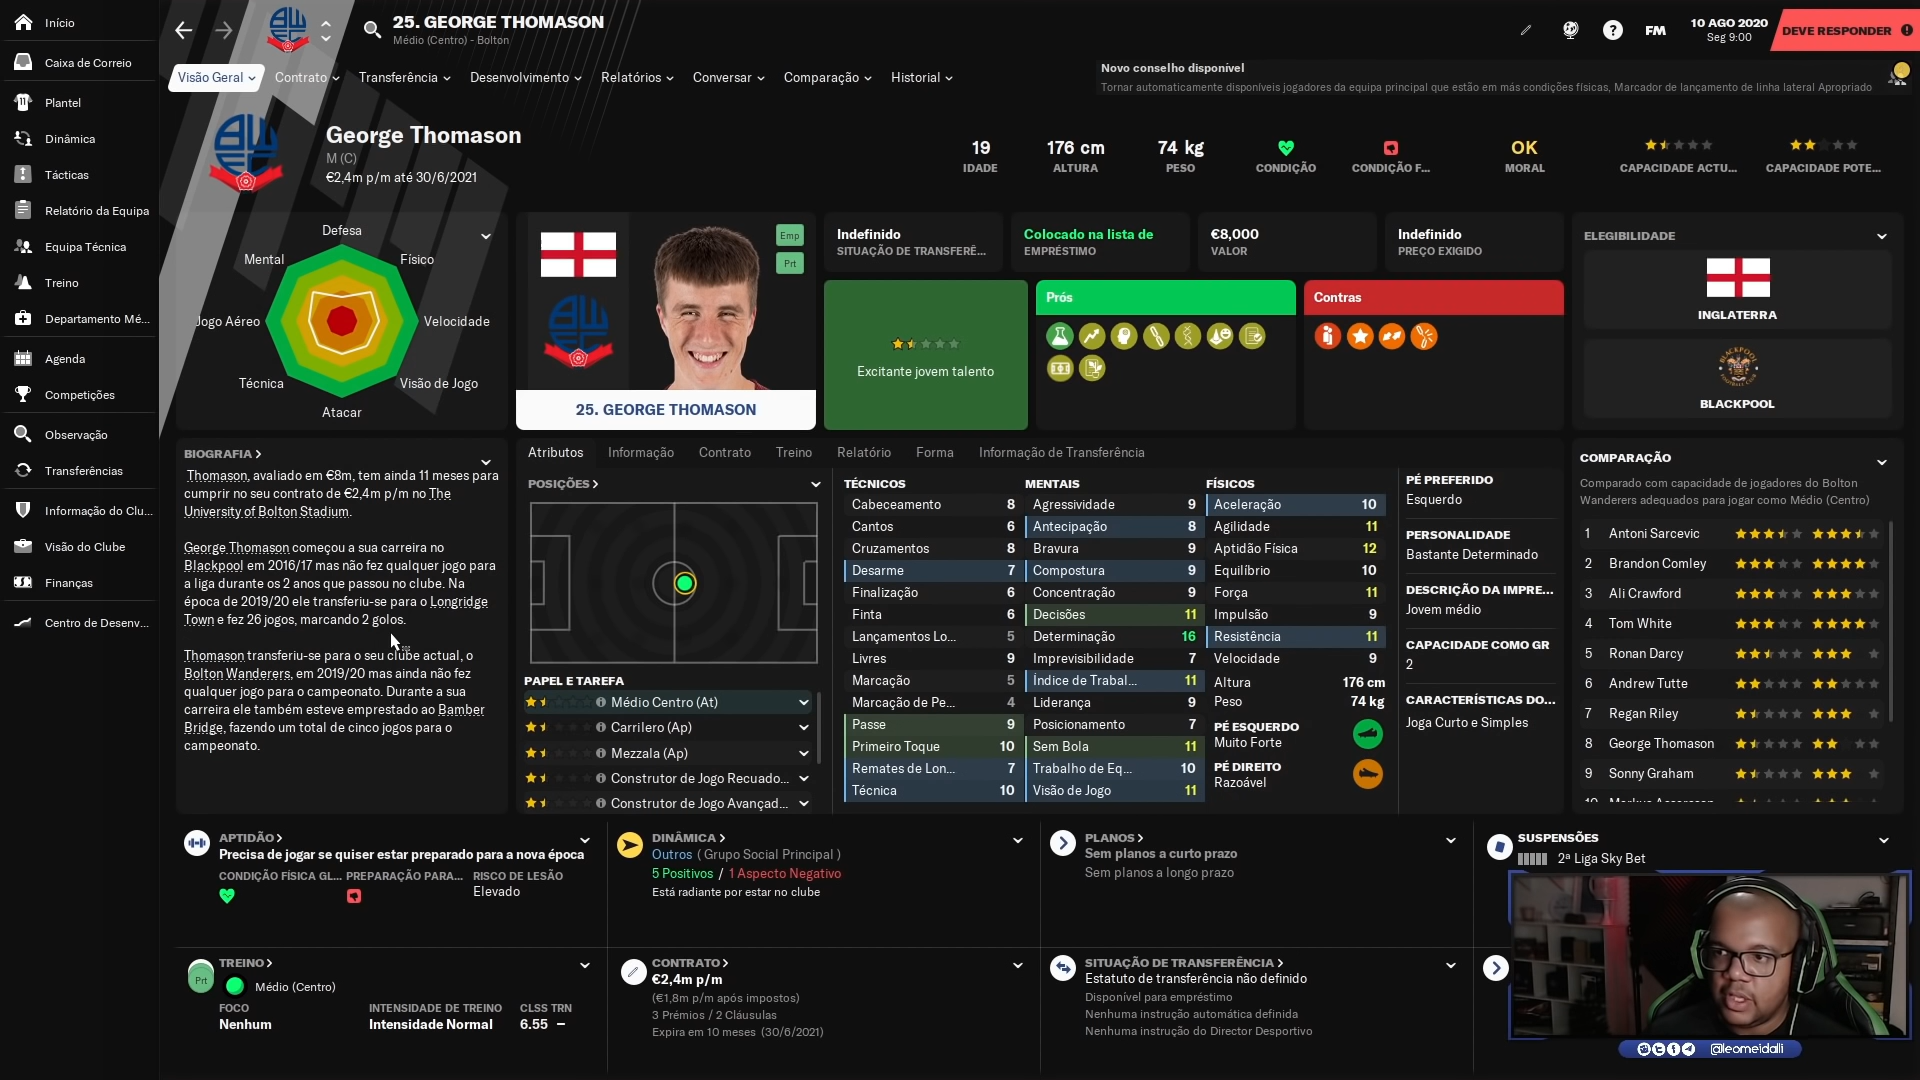 Início
Caixa de Correio
Plantel
Dinâmica
Tácticas
Relatório da Equipa
Equipa Técnica
Treino
Departamento Mé...
Agenda
Competições
Observação
Transferências
Informação do Clu...
Visão do Clube
Finanças
Centro de Desenv...
25. GEORGE THOMASON
Médio (Centro) - Bolton
FM
10 AGO 2020
Seg 9:00
DEVE RESPONDER
Visão Geral
Contrato
Transferência
Desenvolvimento
Relatórios
Conversar
Comparação
Historial
Novo conselho disponível
Tornar automaticamente disponíveis jogadores da equipa principal que estão em más condições físicas, Marcador de lançamento de linha lateral Apropriado
George Thomason
M (C)
€2,4m p/m até 30/6/2021
19
IDADE
176 cm
ALTURA
74 kg
PESO
CONDIÇÃO
CONDIÇÃO F...
OK
MORAL
CAPACIDADE ACTU...
CAPACIDADE POTE...
Defesa
Mental
Físico
Jogo Aéreo
Velocidade
Técnica
Visão de Jogo
Atacar
Emp
Prt
25. GEORGE THOMASON
Indefinido
SITUAÇÃO DE TRANSFERÊ...
Colocado na lista de
EMPRÉSTIMO
€8,000
VALOR
Indefinido
PREÇO EXIGIDO
Excitante jovem talento
Prós
Contras
ELEGIBILIDADE
INGLATERRA
BLACKPOOL
BIOGRAFIA
Thomason, avaliado em €8m, tem ainda 11 meses para
cumprir no seu contrato de €2,4m p/m no The
University of Bolton Stadium.
George Thomason começou a sua carreira no
Blackpool em 2016/17 mas não fez qualquer jogo para
a liga durante os 2 anos que passou no clube. Na
época de 2019/20 ele transferiu-se para o Longridge
Town e fez 26 jogos, marcando 2 golos.
Thomason transferiu-se para o seu clube actual, o
Bolton Wanderers, em 2019/20 mas ainda não fez
qualquer jogo para o campeonato. Durante a sua
carreira ele também esteve emprestado ao Bamber
Bridge, fazendo um total de cinco jogos para o
campeonato.
Atributos
Informação
Contrato
Treino
Relatório
Forma
Informação de Transferência
POSIÇÕES
PAPEL E TAREFA
Médio Centro (At)
Carrilero (Ap)
Mezzala (Ap)
Construtor de Jogo Recuado...
Construtor de Jogo Avançad...
TÉCNICOS
Cabeceamento 8
Cantos 6
Cruzamentos 8
Desarme 7
Finalização 6
Finta 6
Lançamentos Lo... 5
Livres 9
Marcação 5
Marcação de Pe... 4
Passe 9
Primeiro Toque 10
Remates de Lon... 7
Técnica 10
MENTAIS
Agressividade 9
Antecipação 8
Bravura 9
Compostura 9
Concentração 9
Decisões 11
Determinação 16
Imprevisibilidade 7
Índice de Trabal... 11
Liderança 9
Posicionamento 7
Sem Bola 11
Trabalho de Eq... 10
Visão de Jogo 11
FÍSICOS
Aceleração 10
Agilidade 11
Aptidão Física 12
Equilíbrio 10
Força 11
Impulsão 9
Resistência 11
Velocidade 9
Altura 176 cm
Peso 74 kg
PÉ ESQUERDO
Muito Forte
PÉ DIREITO
Razoável
PÉ PREFERIDO
Esquerdo
PERSONALIDADE
Bastante Determinado
DESCRIÇÃO DA IMPRE...
Jovem médio
CAPACIDADE COMO GR
2
CARACTERÍSTICAS DO...
Joga Curto e Simples
COMPARAÇÃO
Comparado com capacidade de jogadores do Bolton
Wanderers adequados para jogar como Médio (Centro)
1 Antoni Sarcevic
2 Brandon Comley
3 Ali Crawford
4 Tom White
5 Ronan Darcy
6 Andrew Tutte
7 Regan Riley
8 George Thomason
9 Sonny Graham
APTIDÃO
Precisa de jogar se quiser estar preparado para a nova época
CONDIÇÃO FÍSICA GL...
PREPARAÇÃO PARA...
RISCO DE LESÃO
Elevado
DINÂMICA
Outros ( Grupo Social Principal )
5 Positivos / 1 Aspecto Negativo
Está radiante por estar no clube
PLANOS
Sem planos a curto prazo
Sem planos a longo prazo
SUSPENSÕES
2ª Liga Sky Bet
TREINO
Prt
Médio (Centro)
FOCO
Nenhum
INTENSIDADE DE TREINO
Intensidade Normal
CLSS TRN
6.55 –
CONTRATO
€2,4m p/m
(€1,8m p/m após impostos)
3 Prémios / 2 Cláusulas
Expira em 10 meses (30/6/2021)
SITUAÇÃO DE TRANSFERÊNCIA
Estatuto de transferência não definido
Disponível para empréstimo
Nenhuma instrução automática definida
Nenhuma instrução do Director Desportivo
@leomeidalli